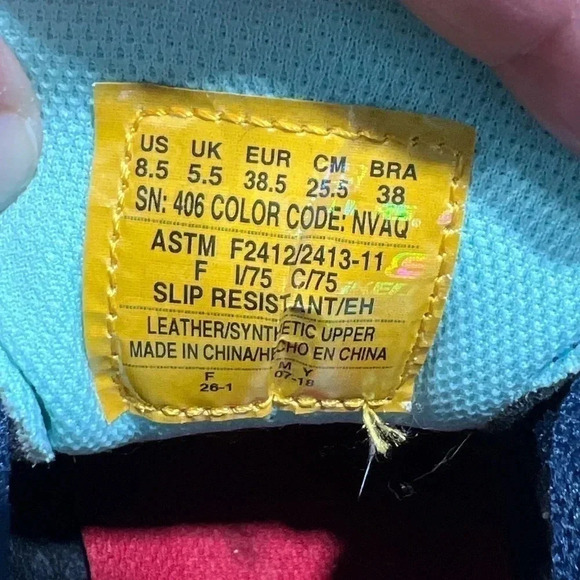 US UK EUR CM BRA
8.5 5.5 38.5 25.5 38
SN: 406 COLOR CODE: NVAQ
ASTM F2412/2413-11
F I/75 C/75
SLIP RESISTANT/EH
LEATHER/SYNTHETIC UPPER
MADE IN CHINA/HECHO EN CHINA
F M Y
26-1 07-18